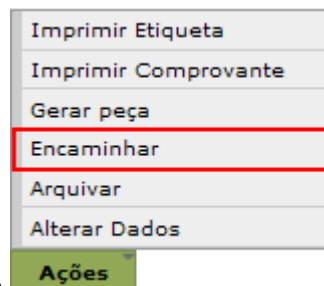 Imprimir Etiqueta
Imprimir Comprovante
Gerar peça
Encaminhar
Arquivar
Alterar Dados
Ações